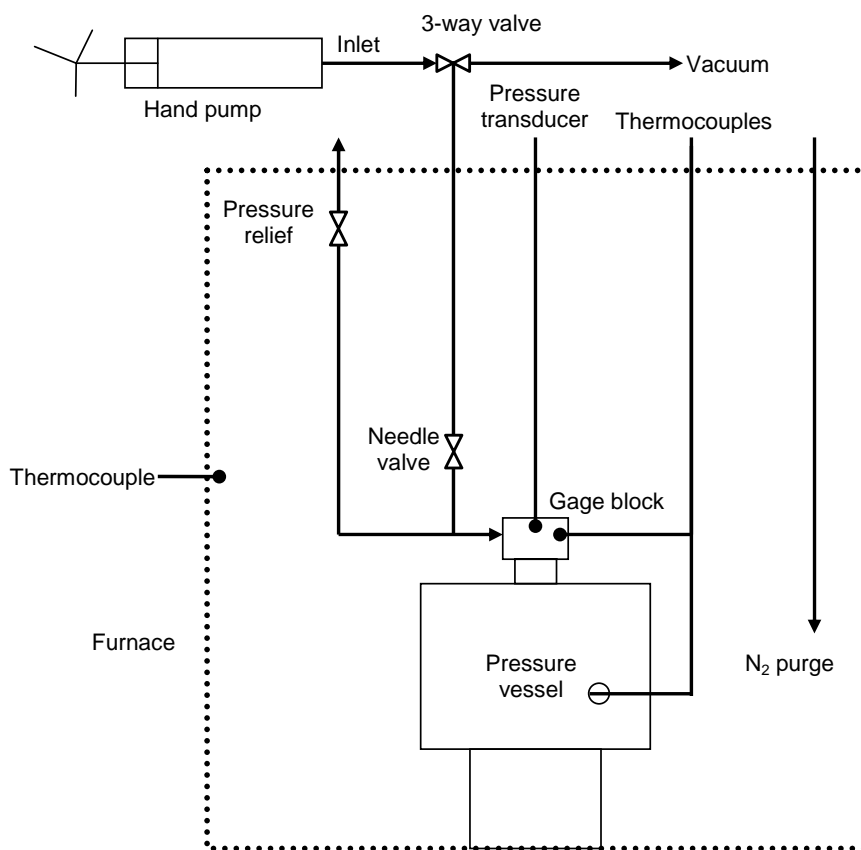 3-way valve
Inlet
Vacuum
Hand pump
Pressure
transducer
Thermocouples
Pressure
relief
Needle
valve
Thermocouple
Gage block
Furnace
Pressure
vessel
N₂ purge